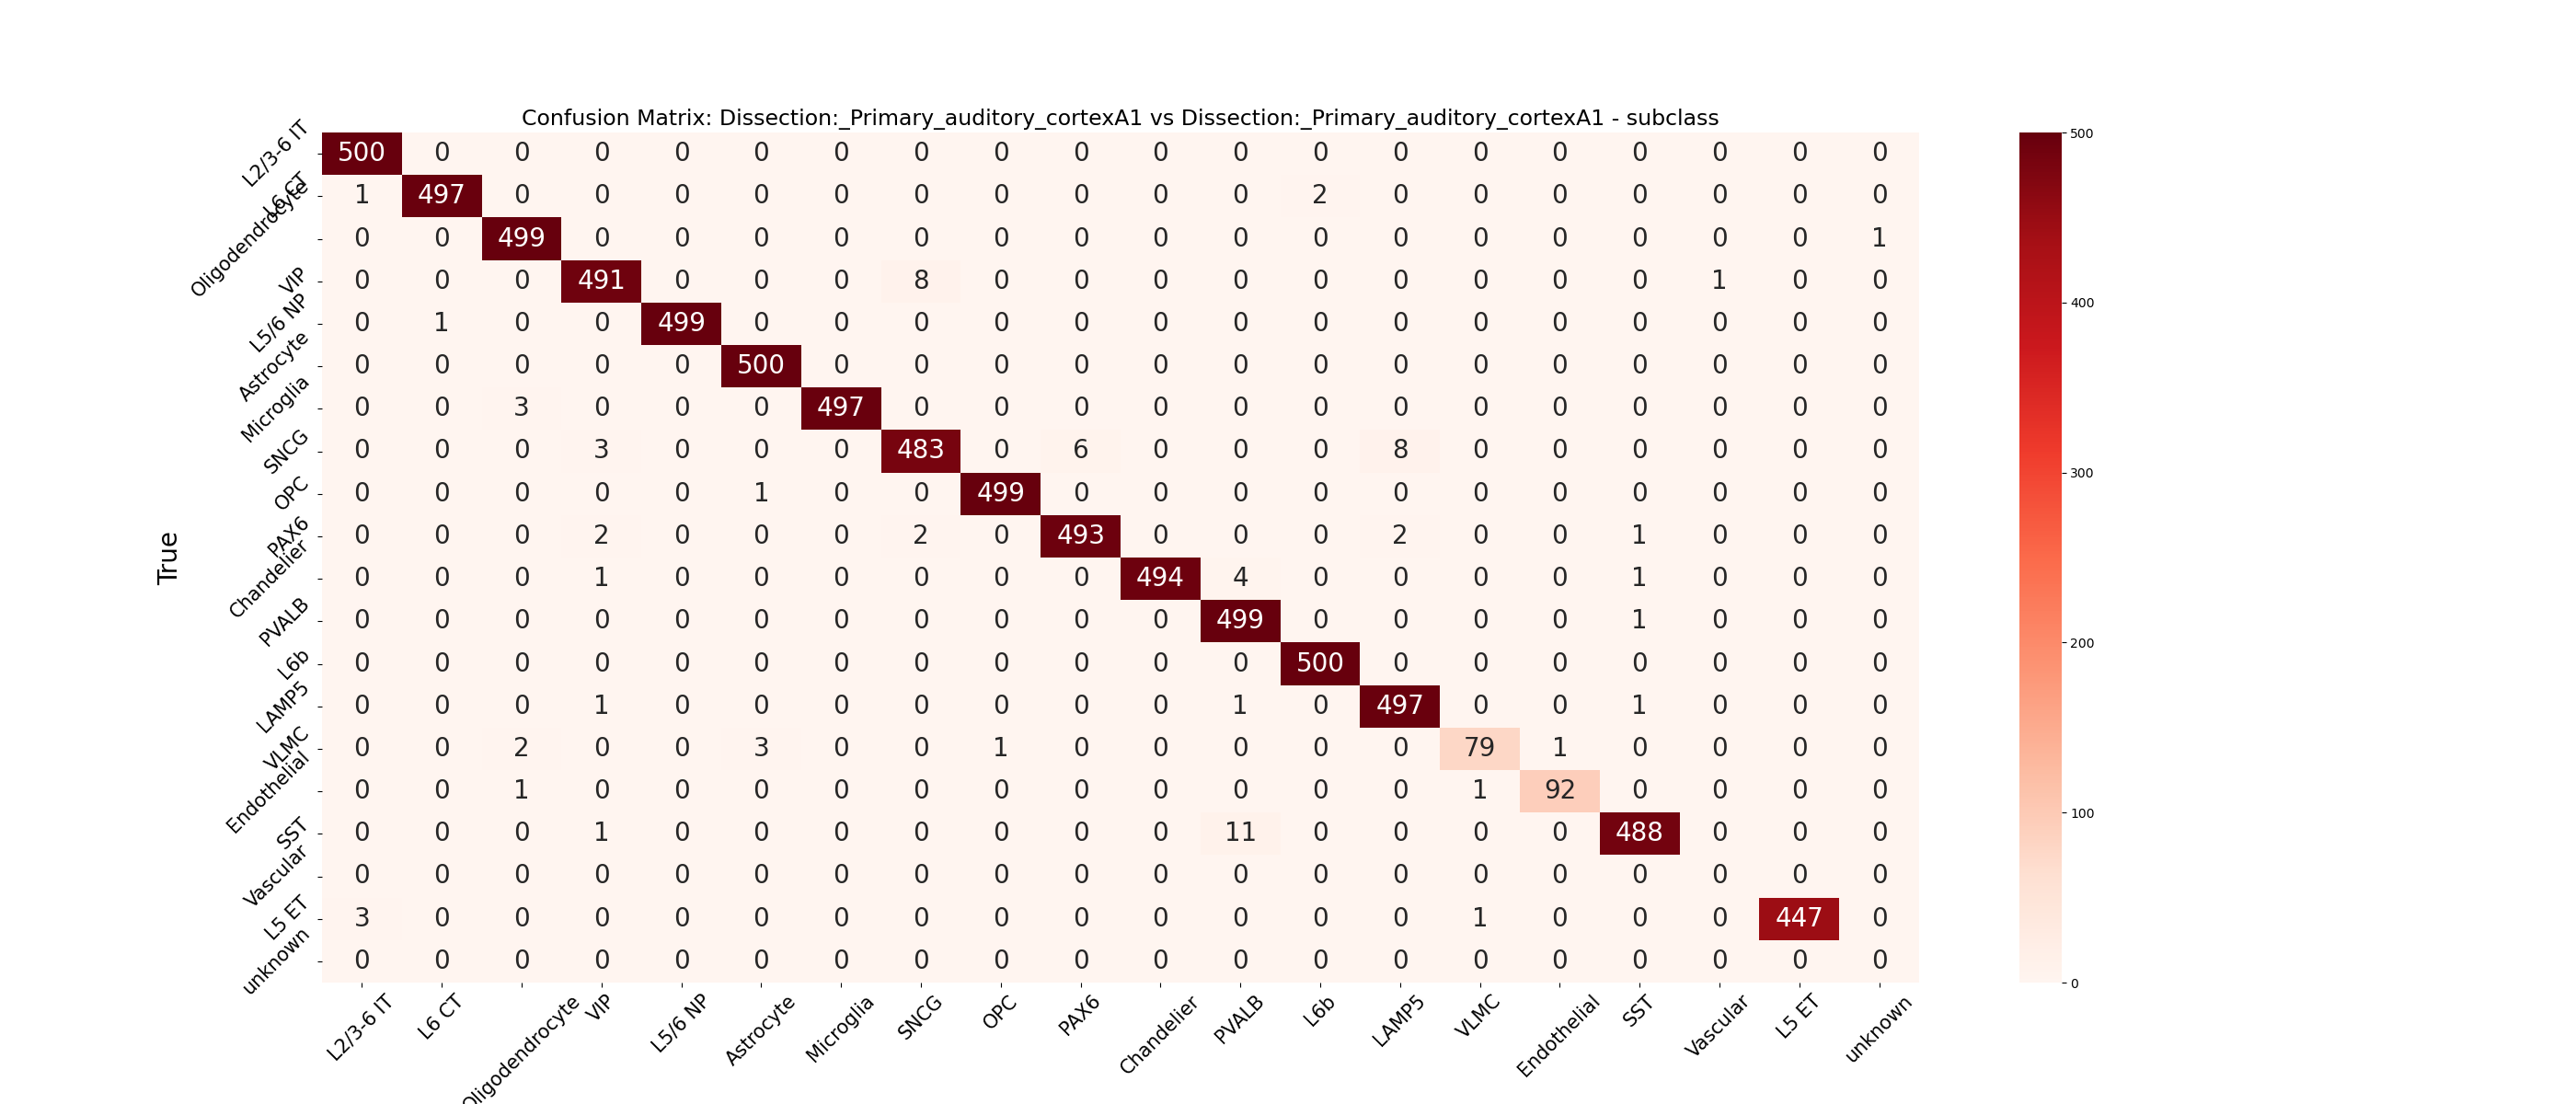 Confusion Matrix: Dissection:_Primary_auditory_cortexA1 vs Dissection:_Primary_auditory_cortexA1 - subclass
True
L2/3-6 IT 500 0 0 0 0 0 0 0 0 0 0 0 0 0 0 0 0 0 0 0
L6 CT 1 497 0 0 0 0 0 0 0 0 0 0 2 0 0 0 0 0 0 0
Oligodendrocyte 0 0 499 0 0 0 0 0 0 0 0 0 0 0 0 0 0 0 0 1
VIP 0 0 0 491 0 0 0 8 0 0 0 0 0 0 0 0 0 1 0 0
L5/6 NP 0 1 0 0 499 0 0 0 0 0 0 0 0 0 0 0 0 0 0 0
Astrocyte 0 0 0 0 0 500 0 0 0 0 0 0 0 0 0 0 0 0 0 0
Microglia 0 0 3 0 0 0 497 0 0 0 0 0 0 0 0 0 0 0 0 0
SNCG 0 0 0 3 0 0 0 483 0 6 0 0 0 8 0 0 0 0 0 0
OPC 0 0 0 0 0 1 0 0 499 0 0 0 0 0 0 0 0 0 0 0
PAX6 0 0 0 2 0 0 0 2 0 493 0 0 0 2 0 0 1 0 0 0
Chandelier 0 0 0 1 0 0 0 0 0 0 494 4 0 0 0 0 1 0 0 0
PVALB 0 0 0 0 0 0 0 0 0 0 0 499 0 0 0 0 1 0 0 0
L6b 0 0 0 0 0 0 0 0 0 0 0 0 500 0 0 0 0 0 0 0
LAMP5 0 0 0 1 0 0 0 0 0 0 0 1 0 497 0 0 1 0 0 0
VLMC 0 0 2 0 0 3 0 0 1 0 0 0 0 0 79 1 0 0 0 0
Endothelial 0 0 1 0 0 0 0 0 0 0 0 0 0 0 1 92 0 0 0 0
SST 0 0 0 1 0 0 0 0 0 0 0 11 0 0 0 0 488 0 0 0
Vascular 0 0 0 0 0 0 0 0 0 0 0 0 0 0 0 0 0 0 0 0
L5 ET 3 0 0 0 0 0 0 0 0 0 0 0 0 0 1 0 0 0 447 0
unknown 0 0 0 0 0 0 0 0 0 0 0 0 0 0 0 0 0 0 0 0
L2/3-6 IT L6 CT Oligodendrocyte VIP L5/6 NP Astrocyte Microglia SNCG OPC PAX6 Chandelier PVALB L6b LAMP5 VLMC Endothelial SST Vascular L5 ET unknown
500
400
300
200
100
0